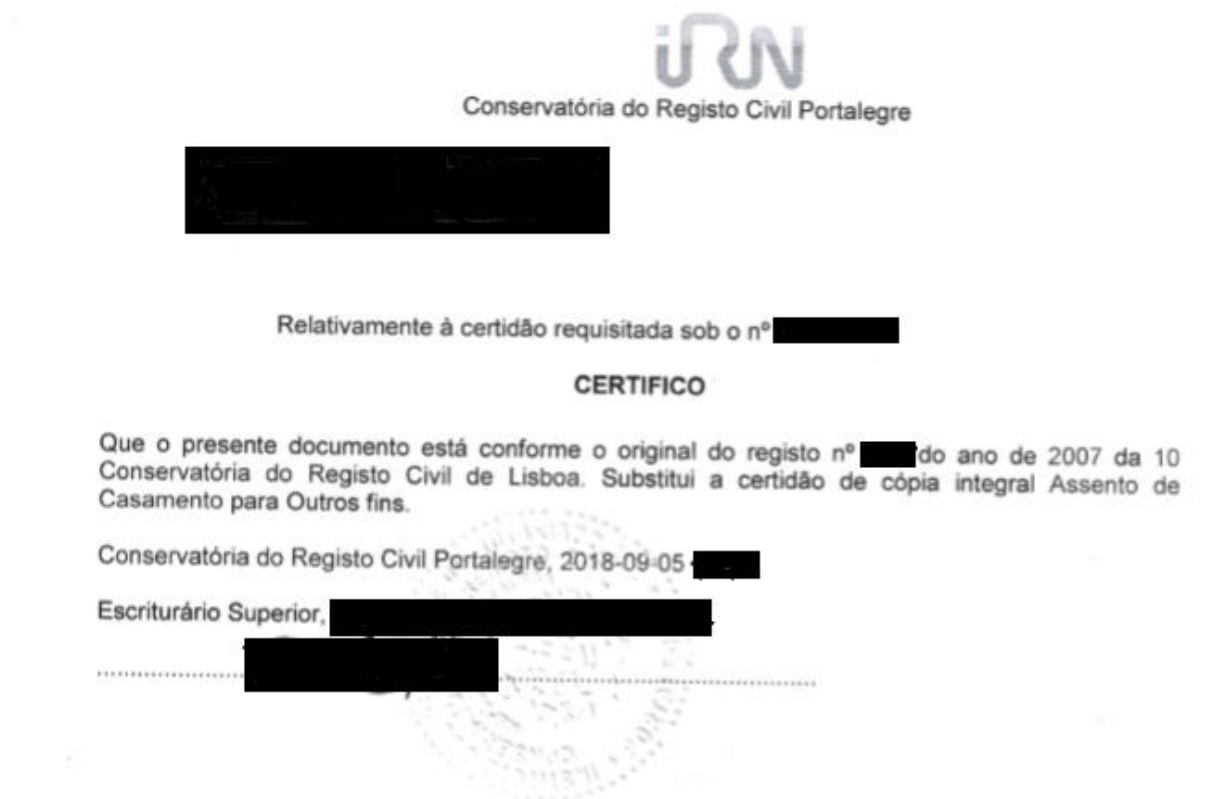 iRN
Conservatória do Registo Civil Portalegre
Relativamente à certidão requisitada sob o nº
CERTIFICO
Que o presente documento está conforme o original do registo nº do ano de 2007 da 10
Conservatória do Registo Civil de Lisboa. Substitui a certidão de cópia integral Assento de
Casamento para Outros fins.
Conservatória do Registo Civil Portalegre, 2018-09-05
Escriturário Superior,